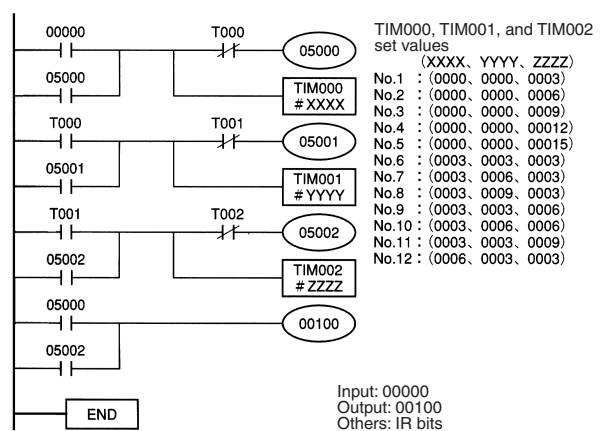 00000
T000
05000
05000
TIM000
# XXXX
T000
T001
05001
05001
TIM001
# YYYY
T001
T002
05002
05002
TIM002
# ZZZZ
05000
00100
05002
END
TIM000, TIM001, and TIM002
set values
(XXXX、YYYY、ZZZZ)
No.1 : (0000、0000、0003)
No.2 : (0000、0000、0006)
No.3 : (0000、0000、0009)
No.4 : (0000、0000、00012)
No.5 : (0000、0000、00015)
No.6 : (0003、0003、0003)
No.7 : (0003、0006、0003)
No.8 : (0003、0009、0003)
No.9 : (0003、0003、0006)
No.10 : (0003、0006、0006)
No.11 : (0003、0003、0009)
No.12 : (0006、0003、0003)
Input: 00000
Output: 00100
Others: IR bits